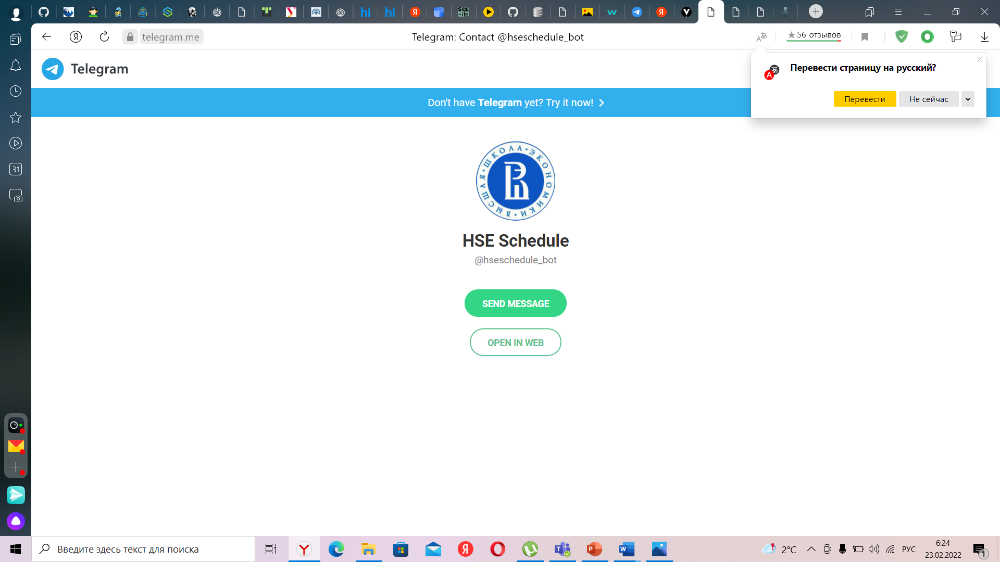 hi
hi
telegram.me
Telegram: Contact @hseschedule_bot
★56 отзывов
Telegram
Перевести страницу на русский?
Перевести
Не сейчас
Don't have Telegram yet? Try it now!
31
ВЫСШАЯ•ШКОЛА•ЭКОНОМИКИ•
HSE Schedule
@hseschedule_bot
SEND MESSAGE
OPEN IN WEB
Введите здесь текст для поиска
2°C
РУС
6:24
23.02.2022
1